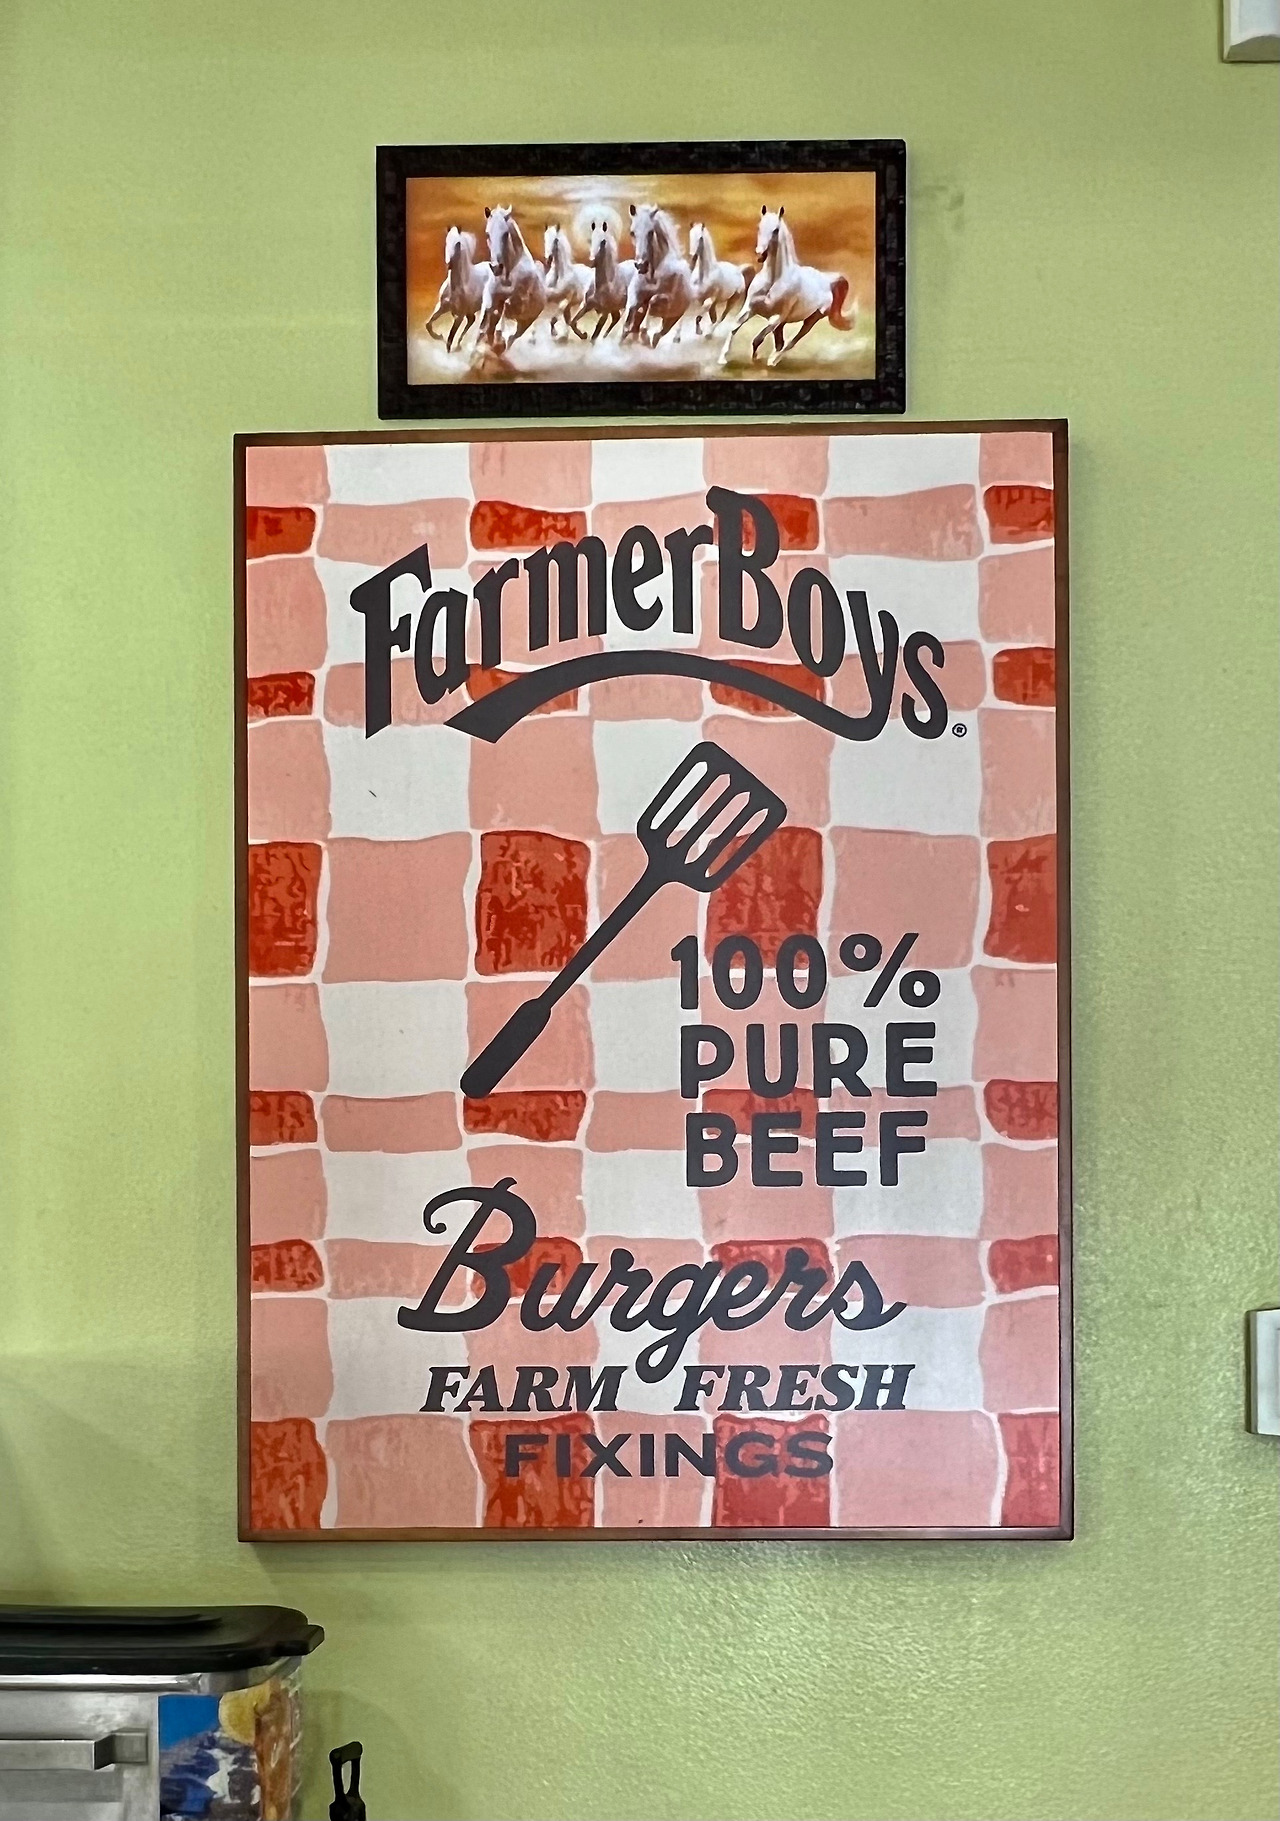 FarmerBoys®
100%
PURE
BEEF
Burgers
FARM FRESH
FIXINGS